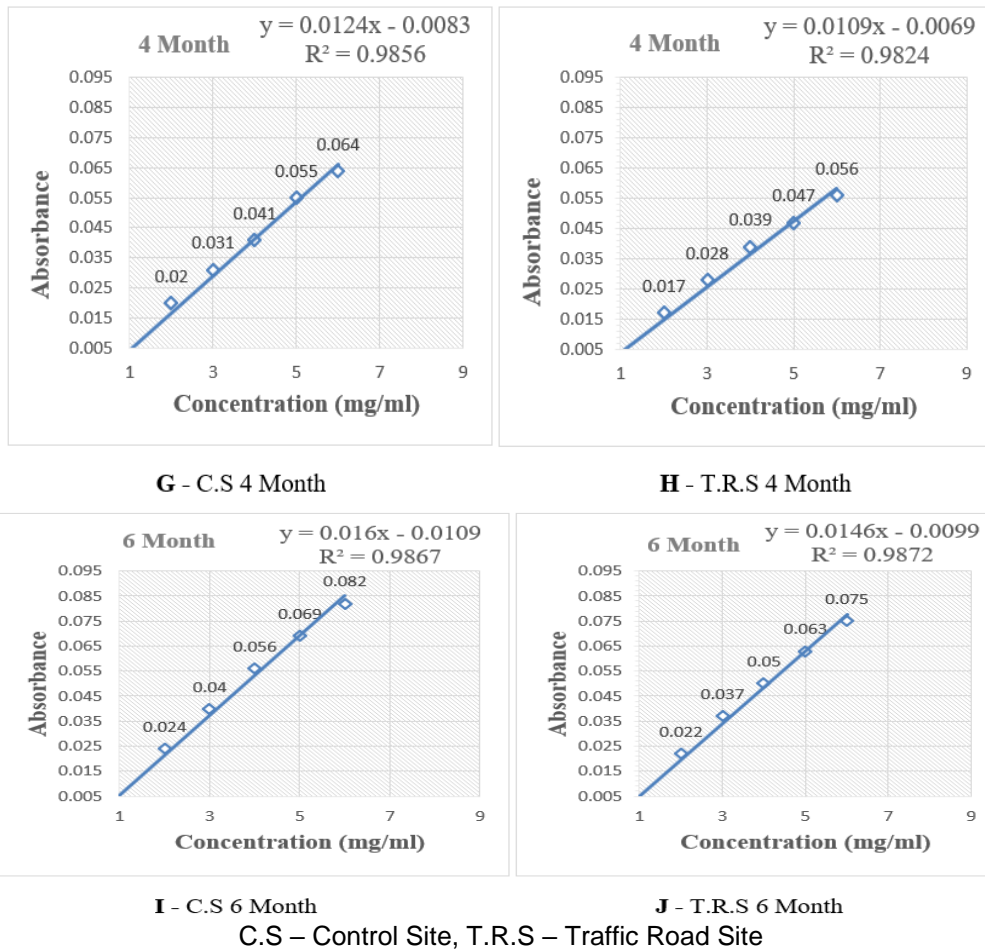 4 Month
y = 0.0124x - 0.0083
R² = 0.9856
0.095
0.085
0.075
0.065
0.055
0.045
0.035
0.025
0.015
0.005
Absorbance
0.02
0.031
0.041
0.055
0.064
1 3 5 7 9
Concentration (mg/ml)
4 Month
y = 0.0109x - 0.0069
R² = 0.9824
0.095
0.085
0.075
0.065
0.055
0.045
0.035
0.025
0.015
0.005
Absorbance
0.017
0.028
0.039
0.047
0.056
1 3 5 7 9
Concentration (mg/ml)
G - C.S 4 Month
H - T.R.S 4 Month
6 Month
y = 0.016x - 0.0109
R² = 0.9867
0.095
0.085
0.075
0.065
0.055
0.045
0.035
0.025
0.015
0.005
Absorbance
0.024
0.04
0.056
0.069
0.082
1 3 5 7 9
Concentration (mg/ml)
6 Month
y = 0.0146x - 0.0099
R² = 0.9872
0.095
0.085
0.075
0.065
0.055
0.045
0.035
0.025
0.015
0.005
Absorbance
0.022
0.037
0.05
0.063
0.075
1 3 5 7 9
Concentration (mg/ml)
I - C.S 6 Month
J - T.R.S 6 Month
C.S – Control Site, T.R.S – Traffic Road Site